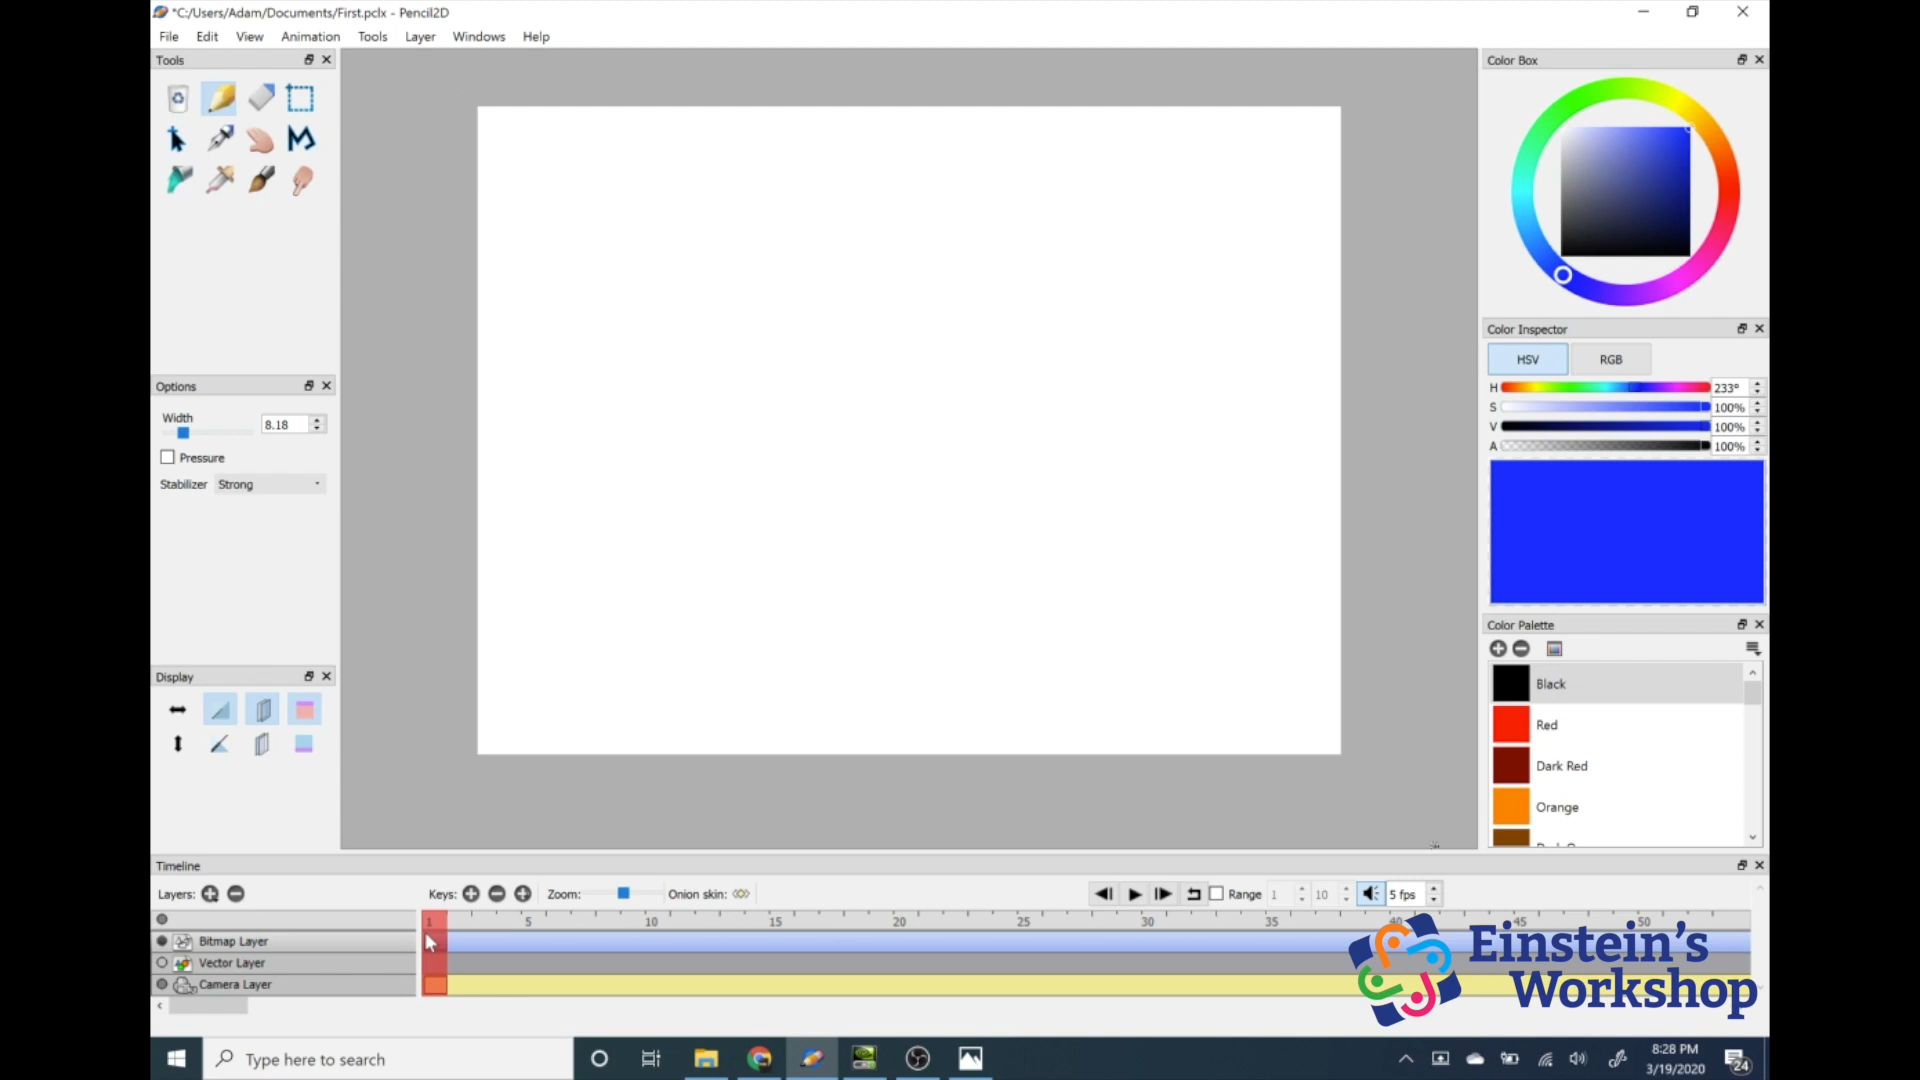 *C:/Users/Adam/Documents/First.pclx - Pencil2D
File Edit View Animation Tools Layer Windows Help
Tools
Color Box
Color Inspector
HSV RGB
H 233°
S 100%
V 100%
A 100%
Options
Width
8.18
Pressure
Stabilizer Strong
Color Palette
Black
Red
Dark Red
Orange
Display
Timeline
Layers: Keys: Zoom: Onion skin: Range 1 10 5 fps
1 5 10 15 20 25 30 35 40 45 50
Bitmap Layer
Vector Layer
Camera Layer
Einstein's
Workshop
Type here to search
8:28 PM
3/19/2020
24